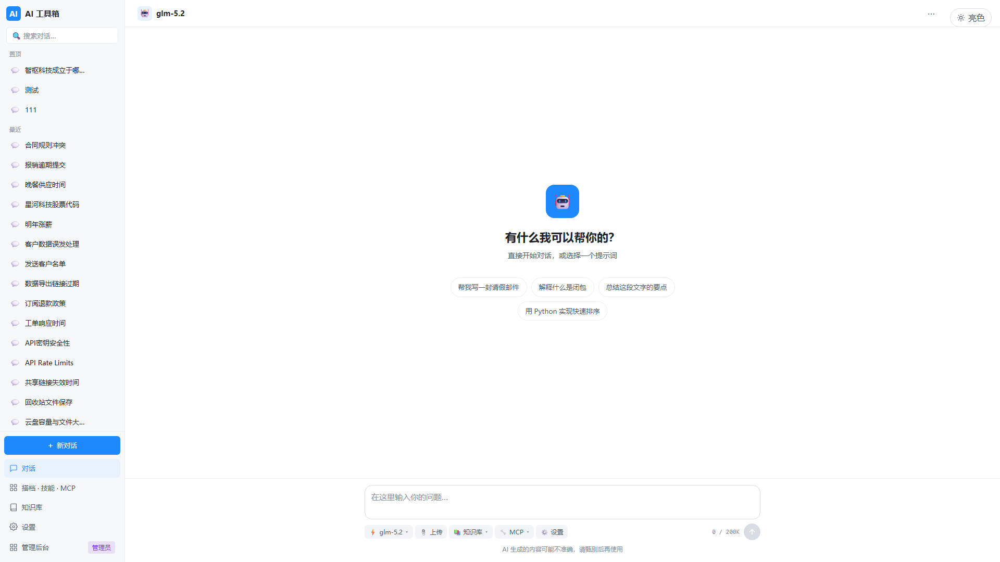 AI AI 工具箱
搜索对话...
置顶
智枢科技成立于哪...
测试
111
最近
合同规则冲突
报销逾期提交
晚餐供应时间
星河科技股票代码
明年涨薪
客户数据误发处理
发送客户名单
数据导出链接过期
订阅退款政策
工单响应时间
API密钥安全性
API Rate Limits
共享链接失效时间
回收站文件保存
云盘容量与文件大...
+ 新对话
对话
搭档 · 技能 · MCP
知识库
设置
管理后台 管理员
glm-5.2
... 亮色
有什么我可以帮你的？
直接开始对话，或选择一个提示词
帮我写一封请假邮件 解释什么是闭包 总结这段文字的要点
用 Python 实现快速排序
在这里输入你的问题...
glm-5.2 上传 知识库 MCP 设置 0 / 200K
AI 生成的内容可能不准确，请甄别后再使用